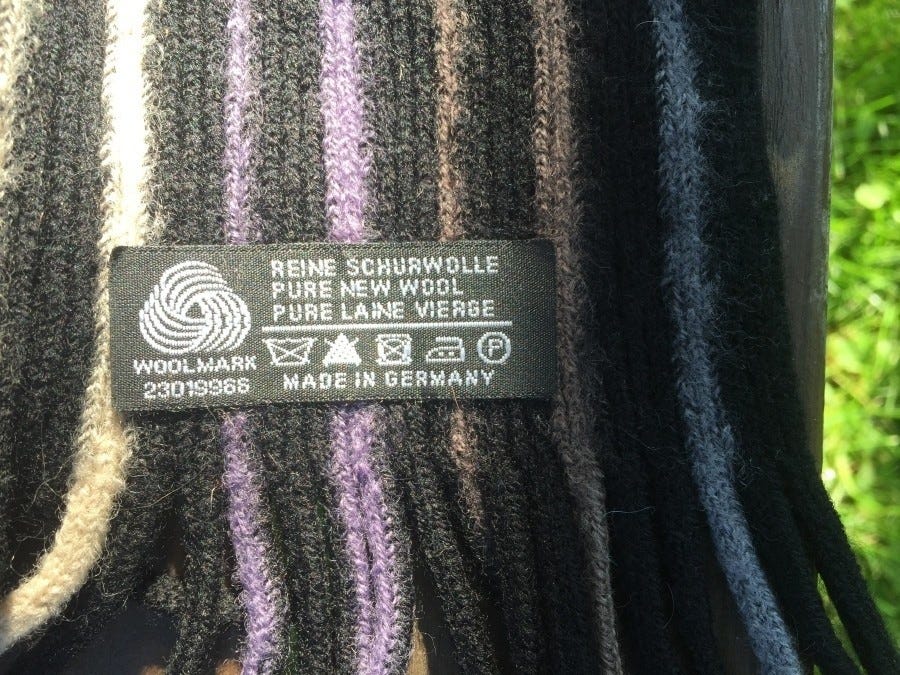 REINE SCHURWOLLE
PURE NEW WOOL
PURE LAINE VIERGE
WOOLMARK
23019966
P
MADE IN GERMANY